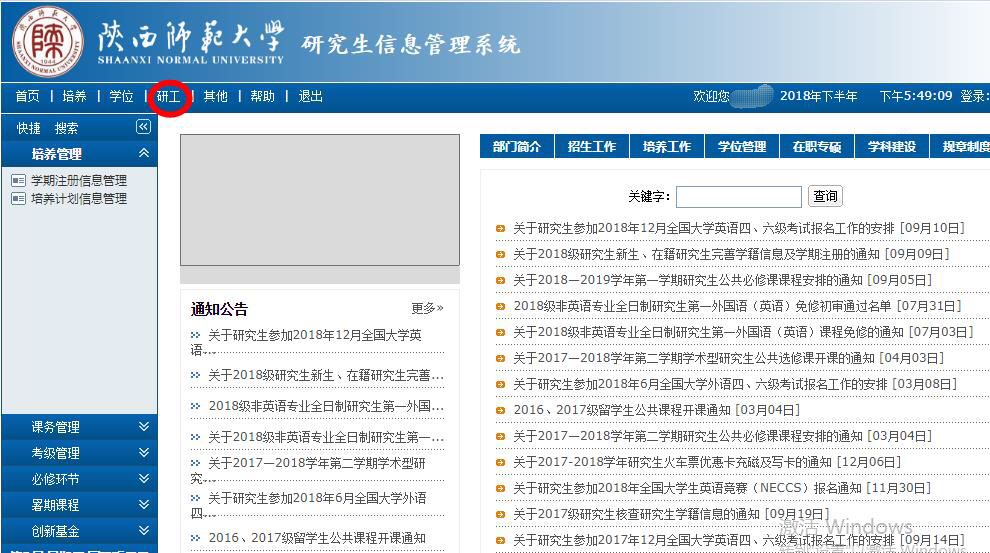 陕西师范大学
SHAANXI NORMAL UNIVERSITY
1944
研究生信息管理系统
首页 | 培养 | 学位 | 研工 | 其他 | 帮助 | 退出
欢迎您 2018年下半年 下午5:49:09 登录:
快捷 搜索
培养管理
学期注册信息管理
培养计划信息管理
课务管理
考级管理
必修环节
暑期课程
创新基金
通知公告 更多»
关于研究生参加2018年12月全国大学英
语...
关于2018级研究生新生、在籍研究生完善...
2018级非英语专业全日制研究生第一外国...
关于2018级非英语专业全日制研究生第一...
关于2017—2018学年第二学期学术型研
究...
关于研究生参加2018年6月全国大学外语
四...
2016、2017级留学生公共课程开课通知
部门简介 招生工作 培养工作 学位管理 在职专硕 学科建设 规章制度
关键字: 查询
关于研究生参加2018年12月全国大学英语四、六级考试报名工作的安排 [09月10日]
关于2018级研究生新生、在籍研究生完善学籍信息及学期注册的通知 [09月09日]
关于2018—2019学年第一学期研究生公共必修课课程安排的通知 [09月05日]
2018级非英语专业全日制研究生第一外国语（英语）免修初审通过名单 [07月31日]
关于2018级非英语专业全日制研究生第一外国语（英语）课程免修的通知 [07月03日]
关于2017—2018学年第二学期学术型研究生公共选修课开课的通知 [04月03日]
关于研究生参加2018年6月全国大学外语四、六级考试报名工作的安排 [03月08日]
2016、2017级留学生公共课程开课通知 [03月04日]
关于2017—2018学年第二学期研究生公共必修课课程安排的通知 [03月04日]
关于2017-2018学年研究生火车票优惠卡充磁及写卡的通知 [12月06日]
关于研究生参加2018年全国大学生英语竞赛（NECCS）报名通知 [11月30日]
关于2017级研究生核查研究生学籍信息的通知 [09月19日]
关于研究生参加2017年12月全国大学外语四、六级考试报名工作的安排 [09月14日]
激活 Windows